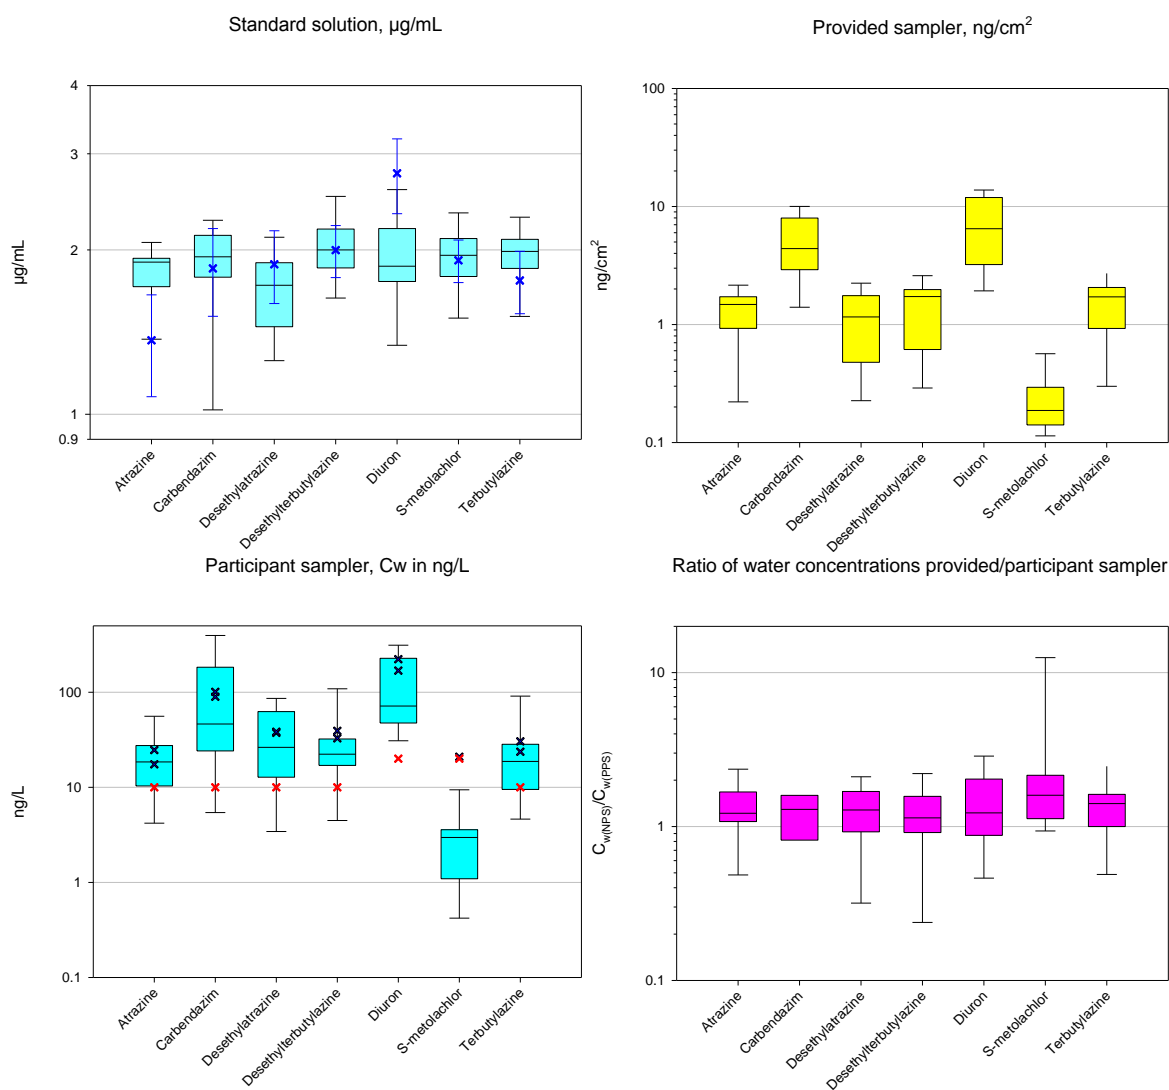 Standard solution, µg/mL
µg/mL
4
3
2
1
0.9
Atrazine
Carbendazim
Desethylatrazine
Desethylterbutylazine
Diuron
S-metolachlor
Terbutylazine
Provided sampler, ng/cm²
ng/cm²
100
10
1
0.1
Atrazine
Carbendazim
Desethylatrazine
Desethylterbutylazine
Diuron
S-metolachlor
Terbutylazine
Participant sampler, Cw in ng/L
ng/L
100
10
1
0.1
Atrazine
Carbendazim
Desethylatrazine
Desethylterbutylazine
Diuron
S-metolachlor
Terbutylazine
Ratio of water concentrations provided/participant sampler
Cw(NPS)/Cw(PPS)
10
1
0.1
Atrazine
Carbendazim
Desethylatrazine
Desethylterbutylazine
Diuron
S-metolachlor
Terbutylazine